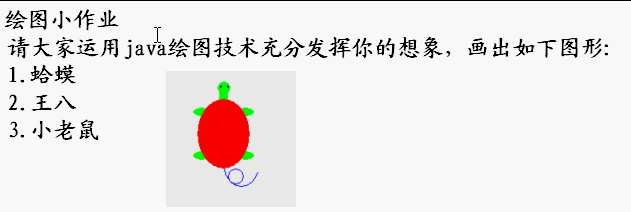 绘图小作业
请大家运用java绘图技术充分发挥你的想象，画出如下图形:
1.蛤蟆
2.王八
3.小老鼠